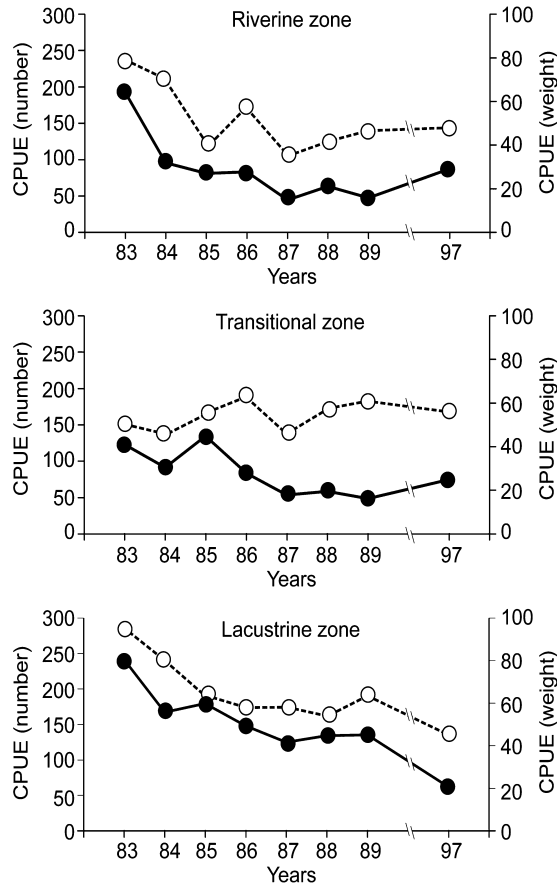 Riverine zone
CPUE (number)
300
250
200
150
100
50
0
CPUE (weight)
100
80
60
40
20
0
83 84 85 86 87 88 89 97
Years
Transitional zone
CPUE (number)
300
250
200
150
100
50
0
CPUE (weight)
100
80
60
40
20
0
83 84 85 86 87 88 89 97
Years
Lacustrine zone
CPUE (number)
300
250
200
150
100
50
0
CPUE (weight)
100
80
60
40
20
0
83 84 85 86 87 88 89 97
Years